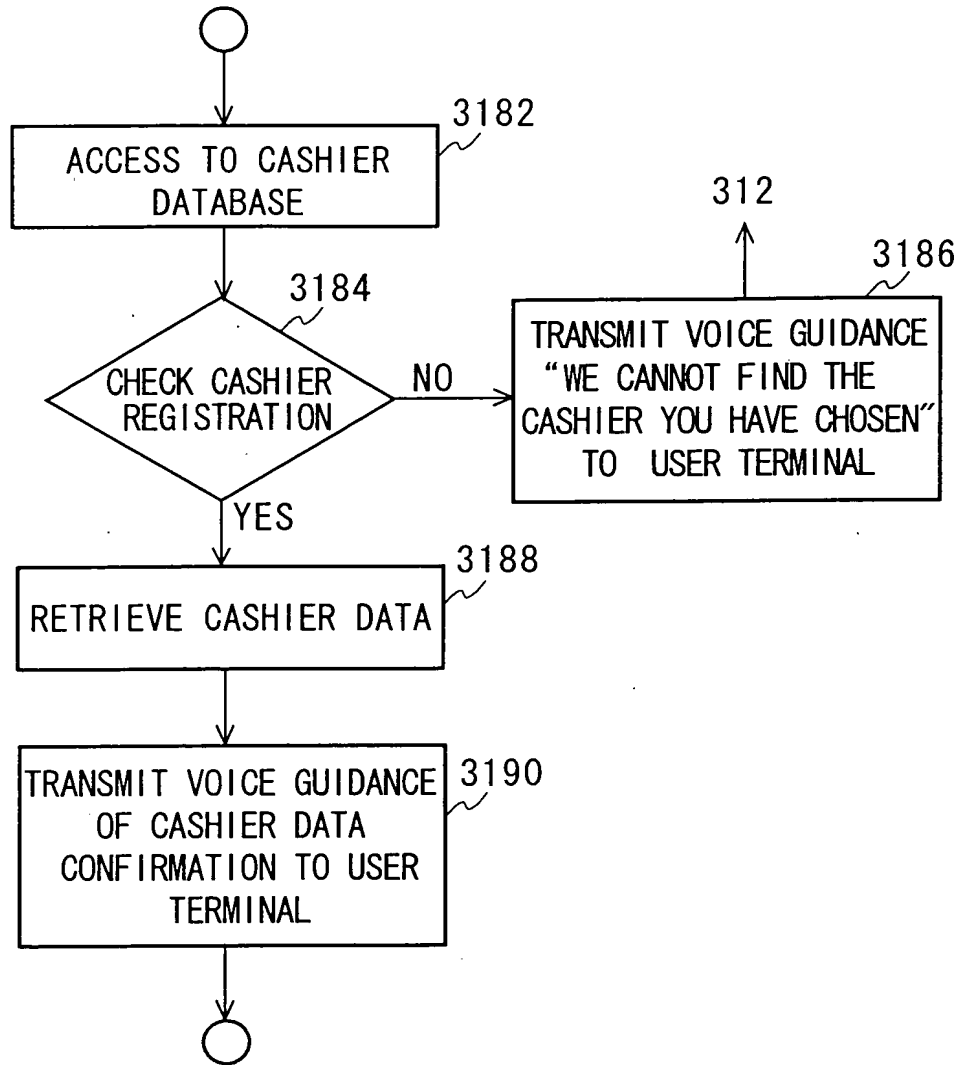 3182
ACCESS TO CASHIER
DATABASE
312
3184
3186
CHECK CASHIER
REGISTRATION
NO
TRANSMIT VOICE GUIDANCE
“WE CANNOT FIND THE
CASHIER YOU HAVE CHOSEN”
TO USER TERMINAL
YES
3188
RETRIEVE CASHIER DATA
3190
TRANSMIT VOICE GUIDANCE
OF CASHIER DATA
CONFIRMATION TO USER
TERMINAL